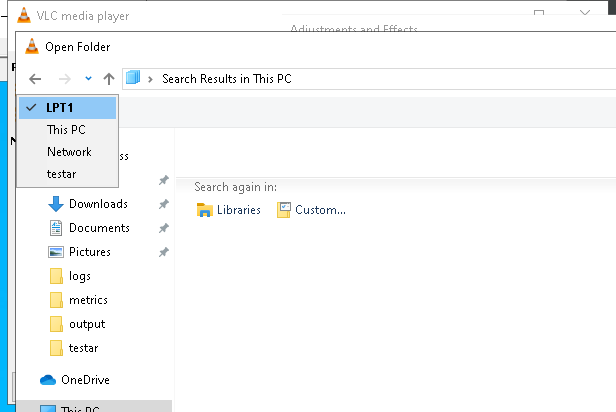 VLC media player
Adjustments and Effects
Open Folder
Search Results in This PC
LPT1
This PC
Network
testar
ss
Search again in:
Libraries
Custom...
Downloads
Documents
Pictures
logs
metrics
output
testar
OneDrive
This PC